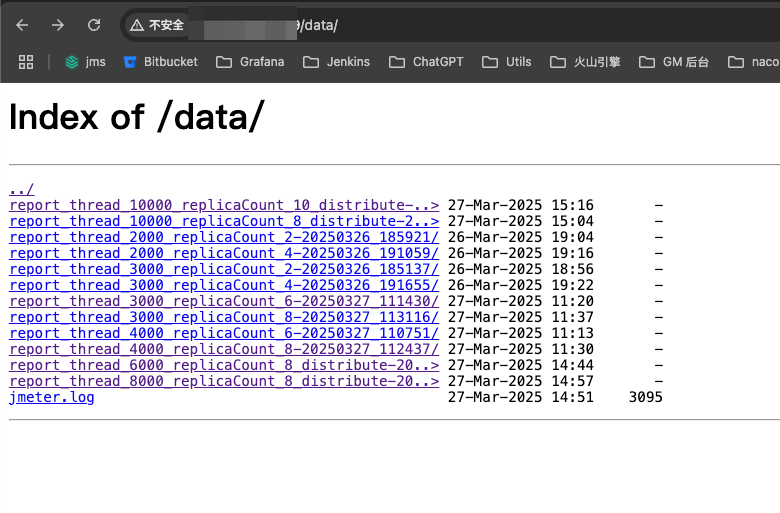 不安全 9/data/
jms Bitbucket Grafana Jenkins ChatGPT Utils 火山引擎 GM 后台 naco
Index of /data/
../
report_thread_10000_replicaCount_10_distribute-..> 27-Mar-2025 15:16 -
report_thread_10000_replicaCount_8_distribute-2..> 27-Mar-2025 15:04 -
report_thread_2000_replicaCount_2-20250326_185921/ 26-Mar-2025 19:04 -
report_thread_2000_replicaCount_4-20250326_191059/ 26-Mar-2025 19:16 -
report_thread_3000_replicaCount_2-20250326_185137/ 26-Mar-2025 18:56 -
report_thread_3000_replicaCount_4-20250326_191655/ 26-Mar-2025 19:22 -
report_thread_3000_replicaCount_6-20250327_111430/ 27-Mar-2025 11:20 -
report_thread_3000_replicaCount_8-20250327_113116/ 27-Mar-2025 11:37 -
report_thread_4000_replicaCount_6-20250327_110751/ 27-Mar-2025 11:13 -
report_thread_4000_replicaCount_8-20250327_112437/ 27-Mar-2025 11:30 -
report_thread_6000_replicaCount_8_distribute-20..> 27-Mar-2025 14:44 -
report_thread_8000_replicaCount_8_distribute-20..> 27-Mar-2025 14:57 -
jmeter.log 27-Mar-2025 14:51 3095